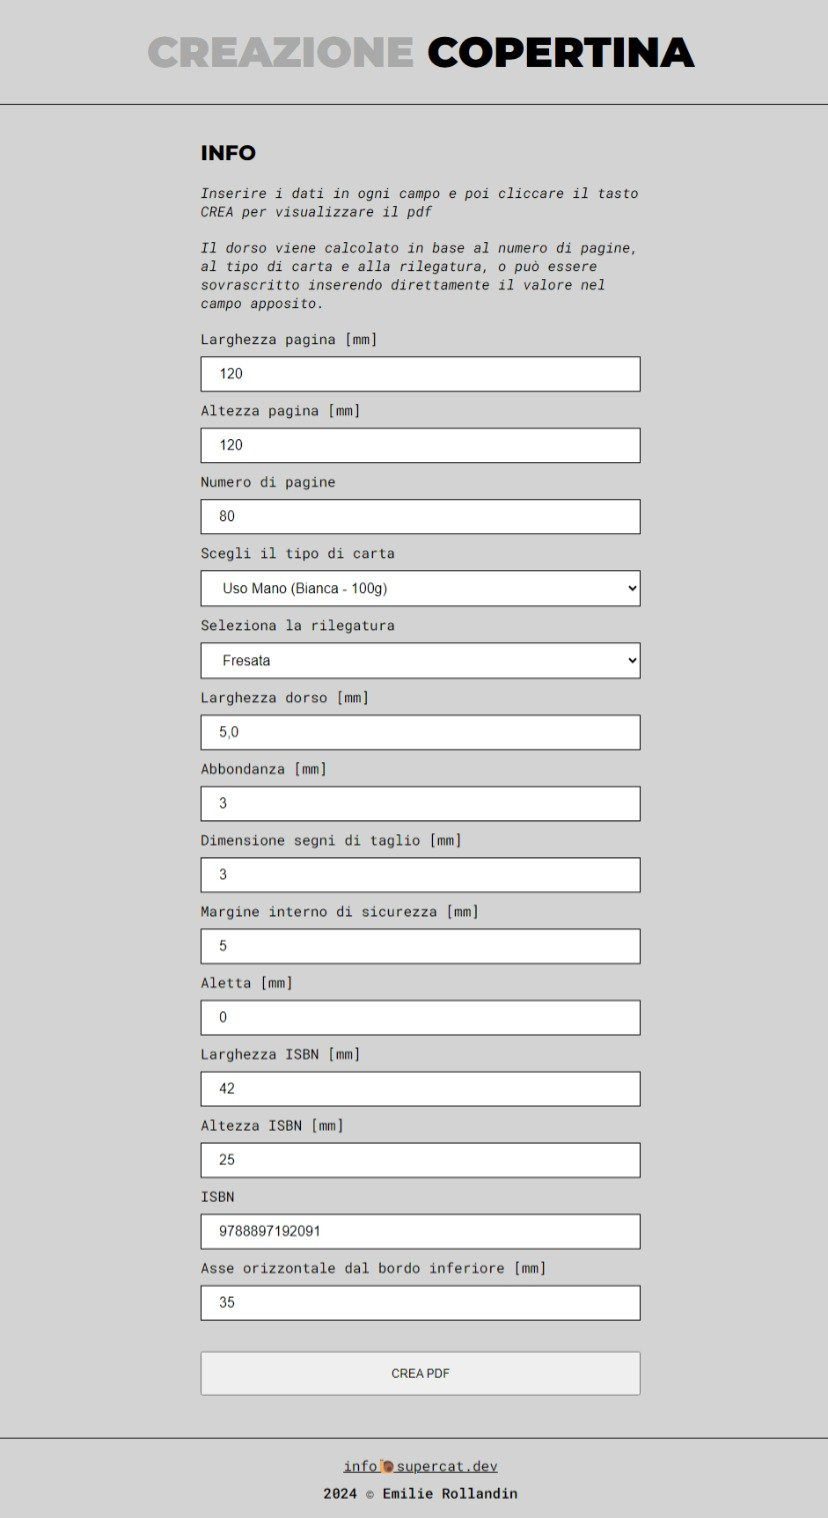 CREAZIONE COPERTINA
INFO
Inserire i dati in ogni campo e poi cliccare il tasto
CREA per visualizzare il pdf
Il dorso viene calcolato in base al numero di pagine,
al tipo di carta e alla rilegatura, o può essere
sovrascritto inserendo direttamente il valore nel
campo apposito.
Larghezza pagina [mm]
120
Altezza pagina [mm]
120
Numero di pagine
80
Scegli il tipo di carta
Uso Mano (Bianca - 100g)
Seleziona la rilegatura
Fresata
Larghezza dorso [mm]
5,0
Abbondanza [mm]
3
Dimensione segni di taglio [mm]
3
Margine interno di sicurezza [mm]
5
Aletta [mm]
0
Larghezza ISBN [mm]
42
Altezza ISBN [mm]
25
ISBN
9788897192091
Asse orizzontale dal bordo inferiore [mm]
35
CREA PDF
info🐌supercat.dev
2024 © Emilie Rollandin